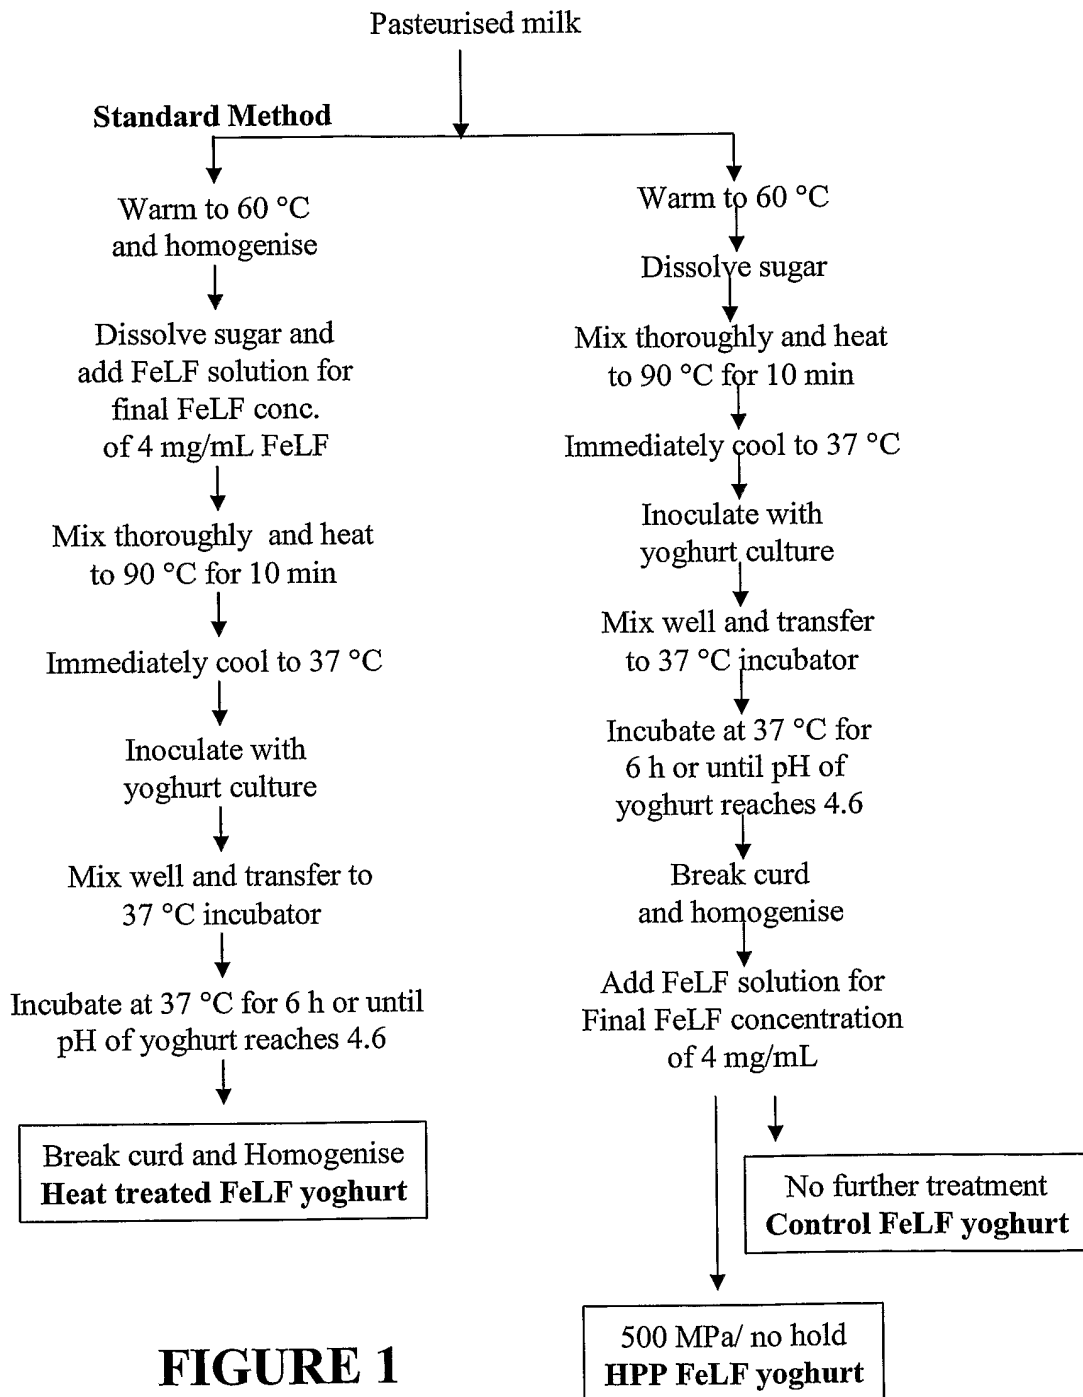 Pasteurised milk
Standard Method
Warm to 60 °C
and homogenise
Dissolve sugar and
add FeLF solution for
final FeLF conc.
of 4 mg/mL FeLF
Mix thoroughly and heat
to 90 °C for 10 min
Immediately cool to 37 °C
Inoculate with
yoghurt culture
Mix well and transfer to
37 °C incubator
Incubate at 37 °C for 6 h or until
pH of yoghurt reaches 4.6
Break curd and Homogenise
Heat treated FeLF yoghurt
Warm to 60 °C
Dissolve sugar
Mix thoroughly and heat
to 90 °C for 10 min
Immediately cool to 37 °C
Inoculate with
yoghurt culture
Mix well and transfer
to 37 °C incubator
Incubate at 37 °C for
6 h or until pH of
yoghurt reaches 4.6
Break curd
and homogenise
Add FeLF solution for
Final FeLF concentration
of 4 mg/mL
No further treatment
Control FeLF yoghurt
500 MPa/ no hold
HPP FeLF yoghurt
FIGURE 1